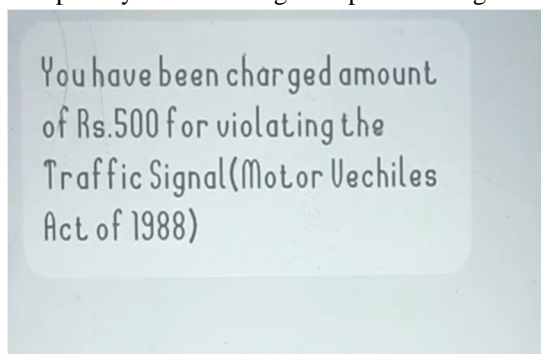 You have been charged amount
of Rs.500 for violating the
Traffic Signal(Motor Vechiles
Act of 1988)